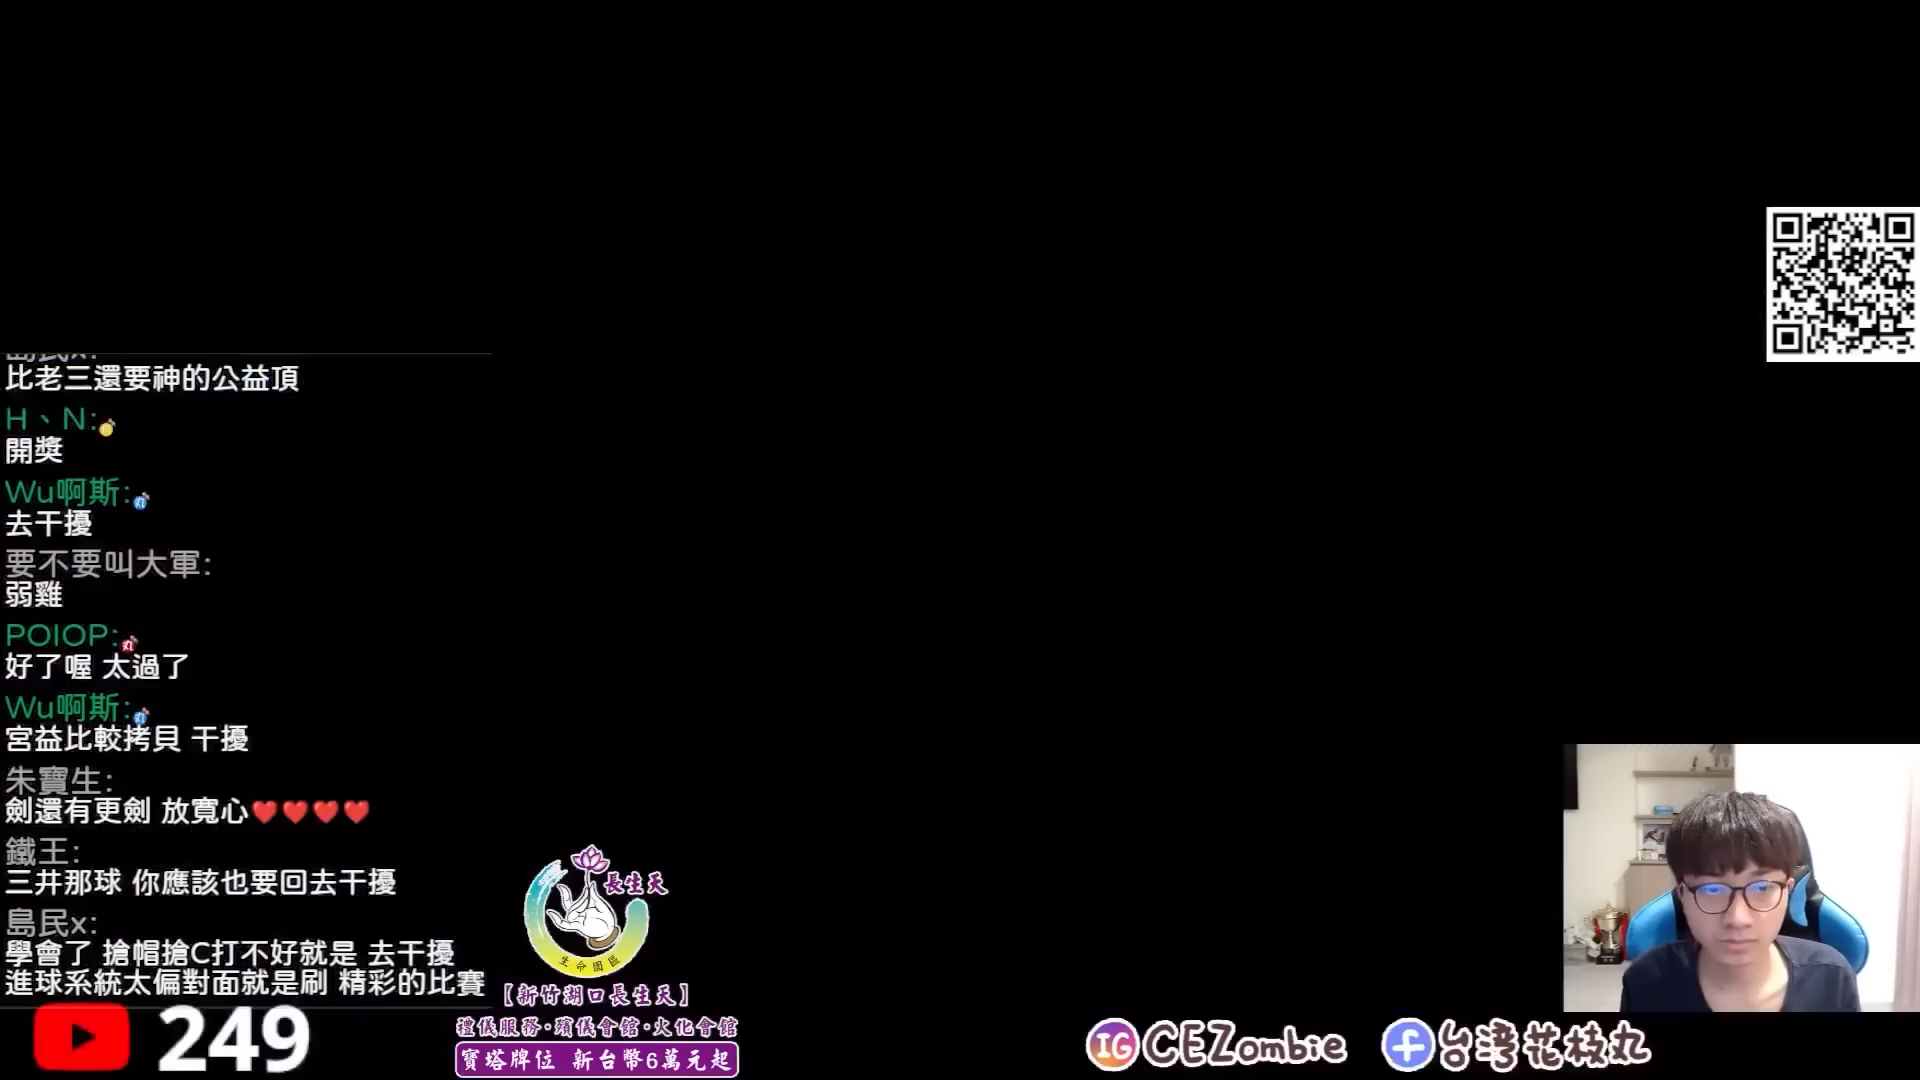 島民x:
比老三還要神的公益頂
H、N:
開獎
Wu啊斯:
去干擾
要不要叫大軍:
弱雞
POIOP:
好了喔 太過了
Wu啊斯:
宮益比較拷貝 干擾
朱寶生:
劍還有更劍 放寬心❤️❤️❤️❤️
鐵王:
三井那球 你應該也要回去干擾
島民x:
學會了 搶帽搶C打不好就是 去干擾
進球系統太偏對面就是刷 精彩的比賽
249
長生天
生命園區
【新竹湖口長生天】
禮儀服務·殯儀會館·火化會館
寶塔牌位 新台幣6萬元起
IG CEZombie
f 台灣花枝丸